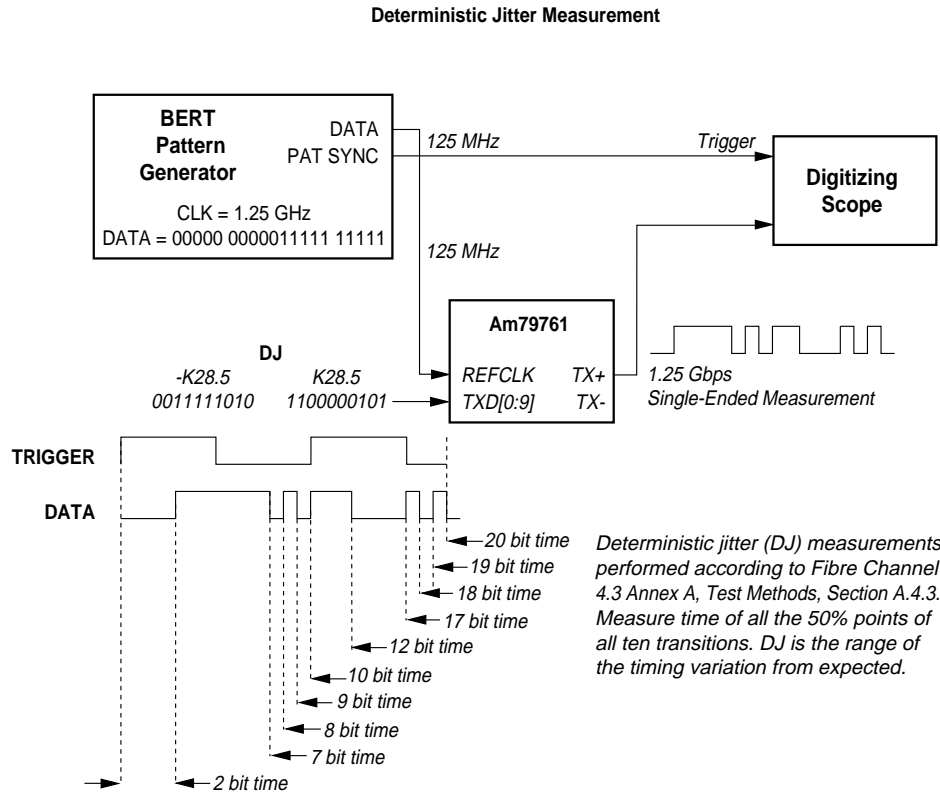 Deterministic Jitter Measurement
BERT
Pattern
Generator
DATA
PAT SYNC
CLK = 1.25 GHz
DATA = 00000 0000011111 11111
125 MHz
Trigger
Digitizing
Scope
125 MHz
Am79761
REFCLK TX+
TXD[0:9] TX-
DJ
-K28.5 K28.5
0011111010 1100000101
1.25 Gbps
Single-Ended Measurement
TRIGGER
DATA
20 bit time
19 bit time
18 bit time
17 bit time
12 bit time
10 bit time
9 bit time
8 bit time
7 bit time
2 bit time
Deterministic jitter (DJ) measurements
performed according to Fibre Channel
4.3 Annex A, Test Methods, Section A.4.3.
Measure time of all the 50% points of
all ten transitions. DJ is the range of
the timing variation from expected.